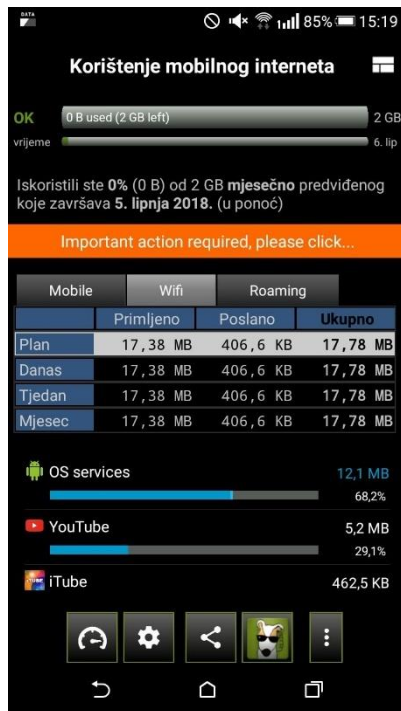 DATA
85% 15:19
Korištenje mobilnog interneta
OK 0 B used (2 GB left) 2 GB
vrijeme 6. lip
Iskoristili ste 0% (0 B) od 2 GB mjesečno predviđenog
koje završava 5. lipnja 2018. (u ponoć)
Important action required, please click...
Mobile Wifi Roaming
Primljeno Poslano Ukupno
Plan 17,38 MB 406,6 KB 17,78 MB
Danas 17,38 MB 406,6 KB 17,78 MB
Tjedan 17,38 MB 406,6 KB 17,78 MB
Mjesec 17,38 MB 406,6 KB 17,78 MB
OS services 12,1 MB
68,2%
YouTube 5,2 MB
29,1%
iTube 462,5 KB